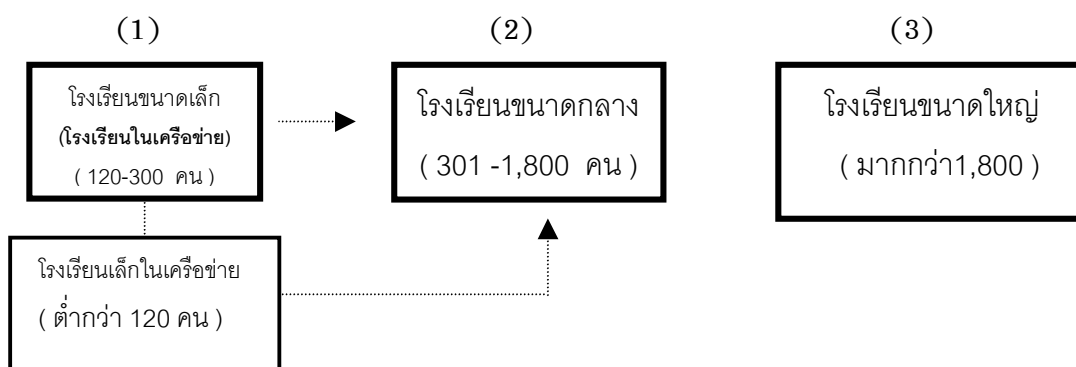 (1)
โรงเรียนขนาดเล็ก
(โรงเรียนในเครือข่าย)
( 120-300 คน )
โรงเรียนเล็กในเครือข่าย
( ต่ำกว่า 120 คน )
(2)
โรงเรียนขนาดกลาง
( 301 -1,800 คน )
(3)
โรงเรียนขนาดใหญ่
( มากกว่า1,800 )